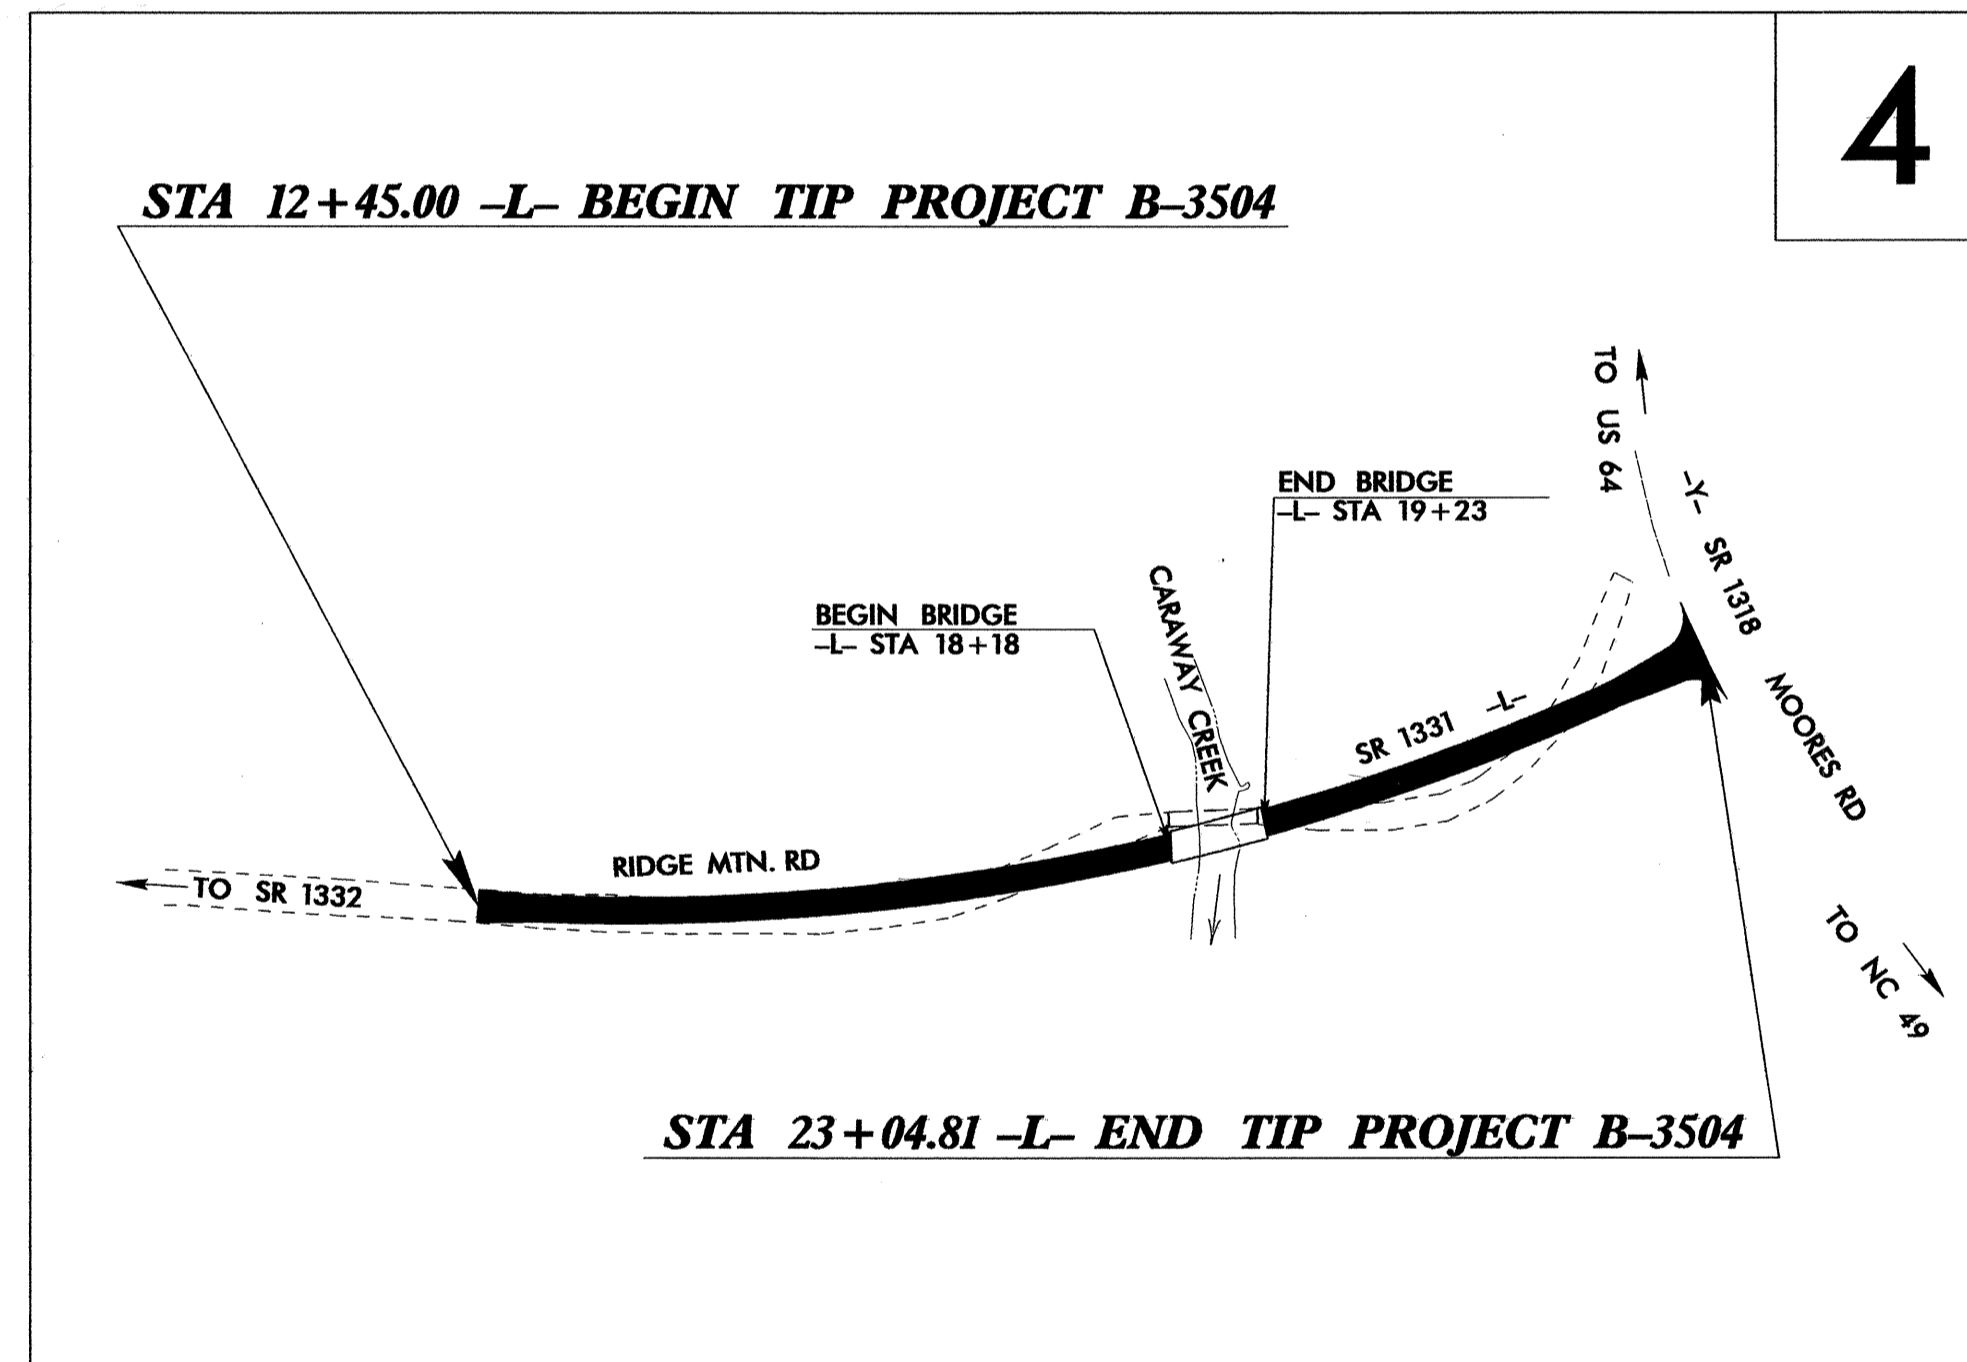 4
STA 12+45.00 -L- BEGIN TIP PROJECT B-3504
TO US 64
-Y- SR 1318 MOORES RD
END BRIDGE
-L- STA 19+23
CARAWAY CREEK
BEGIN BRIDGE
-L- STA 18+18
SR 1331 -L-
RIDGE MTN. RD
TO SR 1332
TO NC 49
STA 23+04.81 -L- END TIP PROJECT B-3504